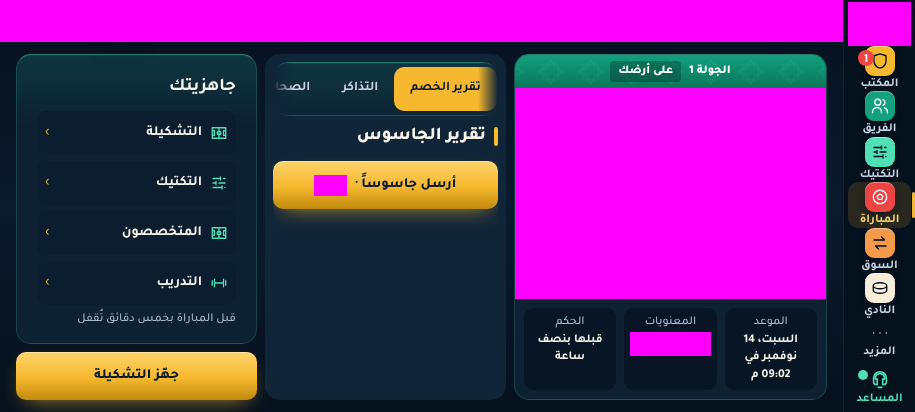 1
المكتب
الفريق
التكتيك
المباراة
السوق
النادي
...
المزيد
المساعد
الجولة 1 على أرضك
الموعد
السبت، 14 نوفمبر في 09:02 م
المعنويات
الحكم
قبلها بنصف ساعة
تقرير الخصم
التذاكر
الصحا
تقرير الجاسوس
أرسل جاسوساً ·
جاهزيتك
التشكيلة
التكتيك
المتخصصون
التدريب
قبل المباراة بخمس دقائق تُقفل
جهّز التشكيلة